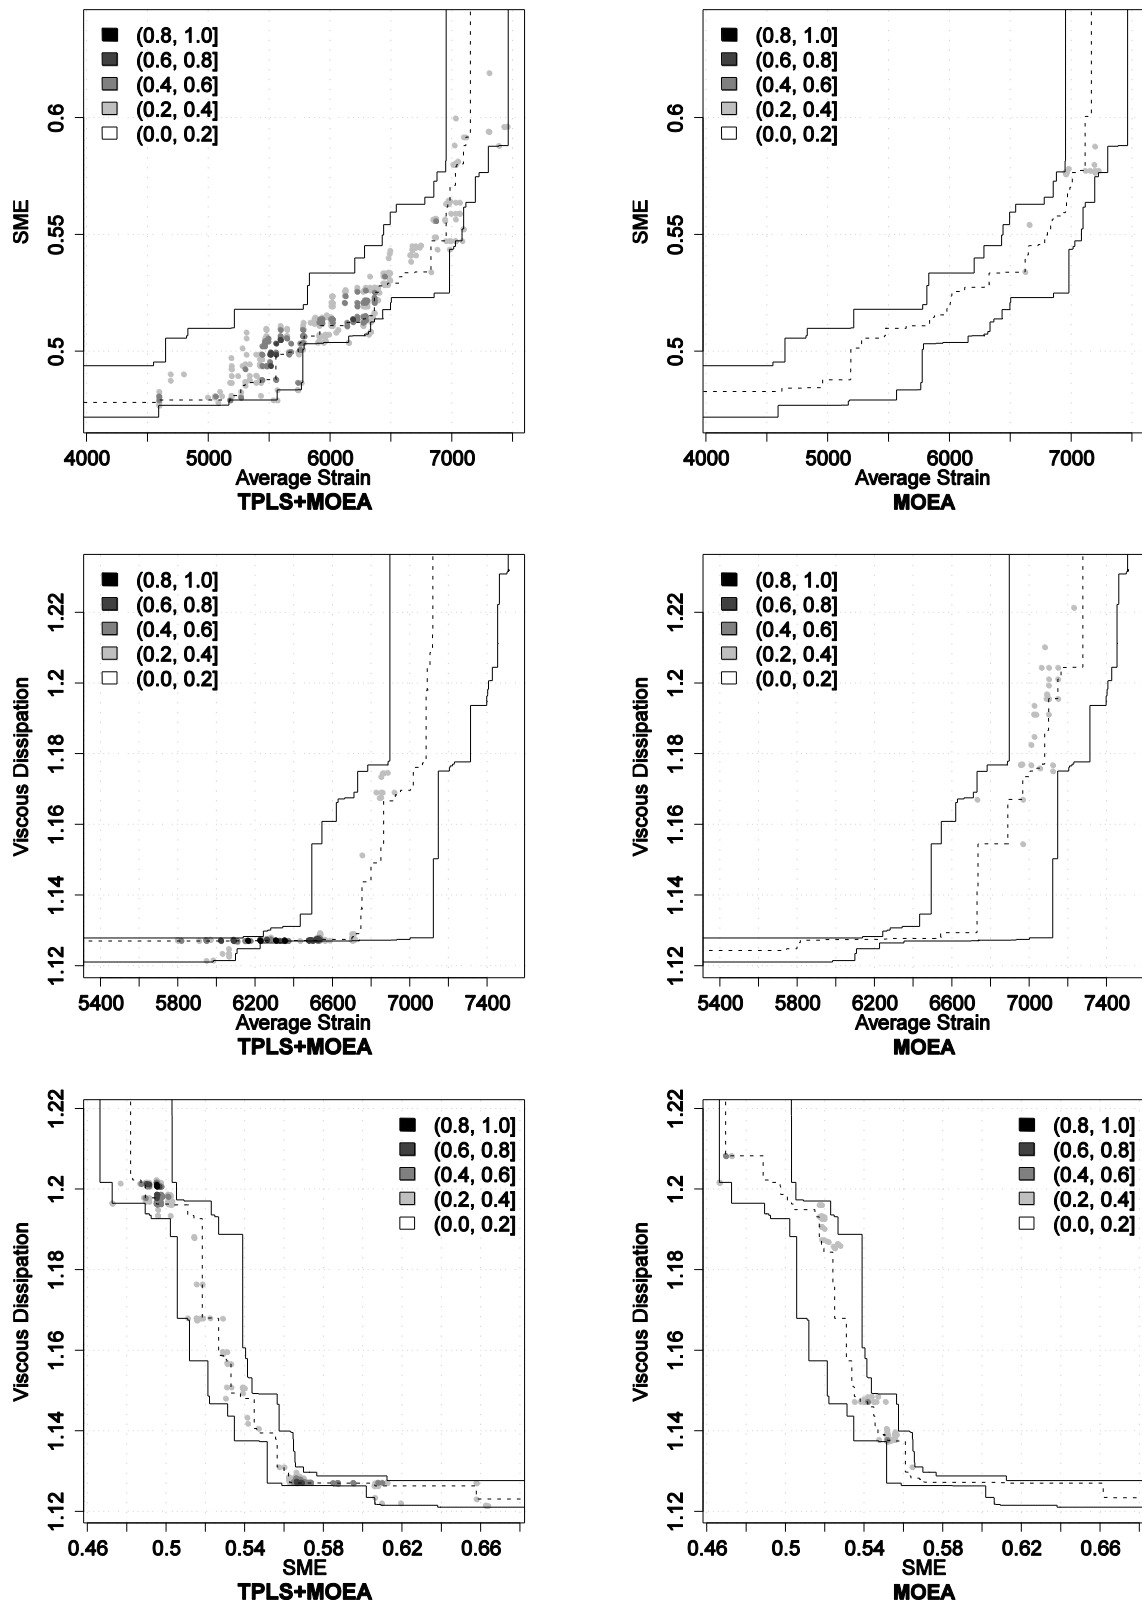 (0.8, 1.0]
(0.6, 0.8]
(0.4, 0.6]
(0.2, 0.4]
(0.0, 0.2]
0.6
0.55
0.5
SME
4000 5000 6000 7000
Average Strain
TPLS+MOEA
(0.8, 1.0]
(0.6, 0.8]
(0.4, 0.6]
(0.2, 0.4]
(0.0, 0.2]
0.6
0.55
0.5
SME
4000 5000 6000 7000
Average Strain
MOEA
(0.8, 1.0]
(0.6, 0.8]
(0.4, 0.6]
(0.2, 0.4]
(0.0, 0.2]
1.22
1.2
1.18
1.16
1.14
1.12
Viscous Dissipation
5400 5800 6200 6600 7000 7400
Average Strain
TPLS+MOEA
(0.8, 1.0]
(0.6, 0.8]
(0.4, 0.6]
(0.2, 0.4]
(0.0, 0.2]
1.22
1.2
1.18
1.16
1.14
1.12
Viscous Dissipation
5400 5800 6200 6600 7000 7400
Average Strain
MOEA
(0.8, 1.0]
(0.6, 0.8]
(0.4, 0.6]
(0.2, 0.4]
(0.0, 0.2]
1.22
1.2
1.18
1.16
1.14
1.12
Viscous Dissipation
0.46 0.5 0.54 0.58 0.62 0.66
SME
TPLS+MOEA
(0.8, 1.0]
(0.6, 0.8]
(0.4, 0.6]
(0.2, 0.4]
(0.0, 0.2]
1.22
1.2
1.18
1.16
1.14
1.12
Viscous Dissipation
0.46 0.5 0.54 0.58 0.62 0.66
SME
MOEA